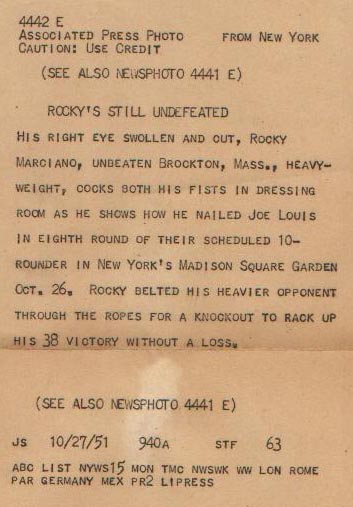 4442 E
ASSOCIATED PRESS PHOTO FROM NEW YORK
CAUTION: USE CREDIT
(SEE ALSO NEWSPHOTO 4441 E)
ROCKY'S STILL UNDEFEATED
HIS RIGHT EYE SWOLLEN AND CUT, ROCKY
MARCIANO, UNBEATEN BROCKTON, MASS., HEAVY-
WEIGHT, COCKS BOTH HIS FISTS IN DRESSING
ROOM AS HE SHOWS HOW HE NAILED JOE LOUIS
IN EIGHTH ROUND OF THEIR SCHEDULED 10-
ROUNDER IN NEW YORK'S MADISON SQUARE GARDEN
OCT. 26. ROCKY BELTED HIS HEAVIER OPPONENT
THROUGH THE ROPES FOR A KNOCKOUT TO RACK UP
HIS 38 VICTORY WITHOUT A LOSS.
(SEE ALSO NEWSPHOTO 4441 E)
JS 10/27/51 940A STF 63
ABC LIST NYWS15 MON TMC NWSWK WW LON ROME
PAR GERMANY MEX PR2 LIPRESS